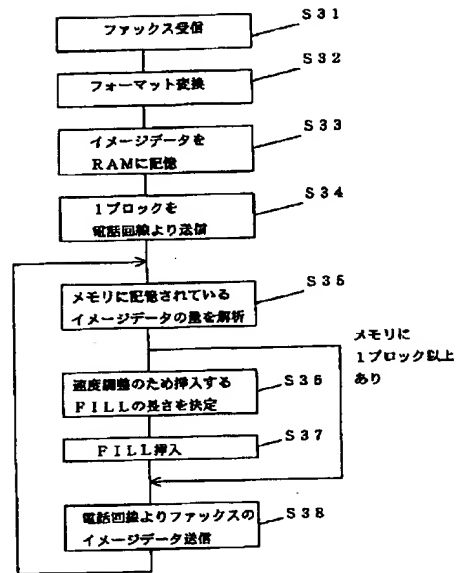 ファックス受信
S31
フォーマット変換
S32
イメージデータを
RAMに記憶
S33
1ブロックを
電話回線より送信
S34
メモリに記憶されている
イメージデータの量を解析
S35
メモリに
1ブロック以上
あり
速度調整のため挿入する
FILLの長さを決定
S36
FILL挿入
S37
電話回線よりファックスの
イメージデータ送信
S38